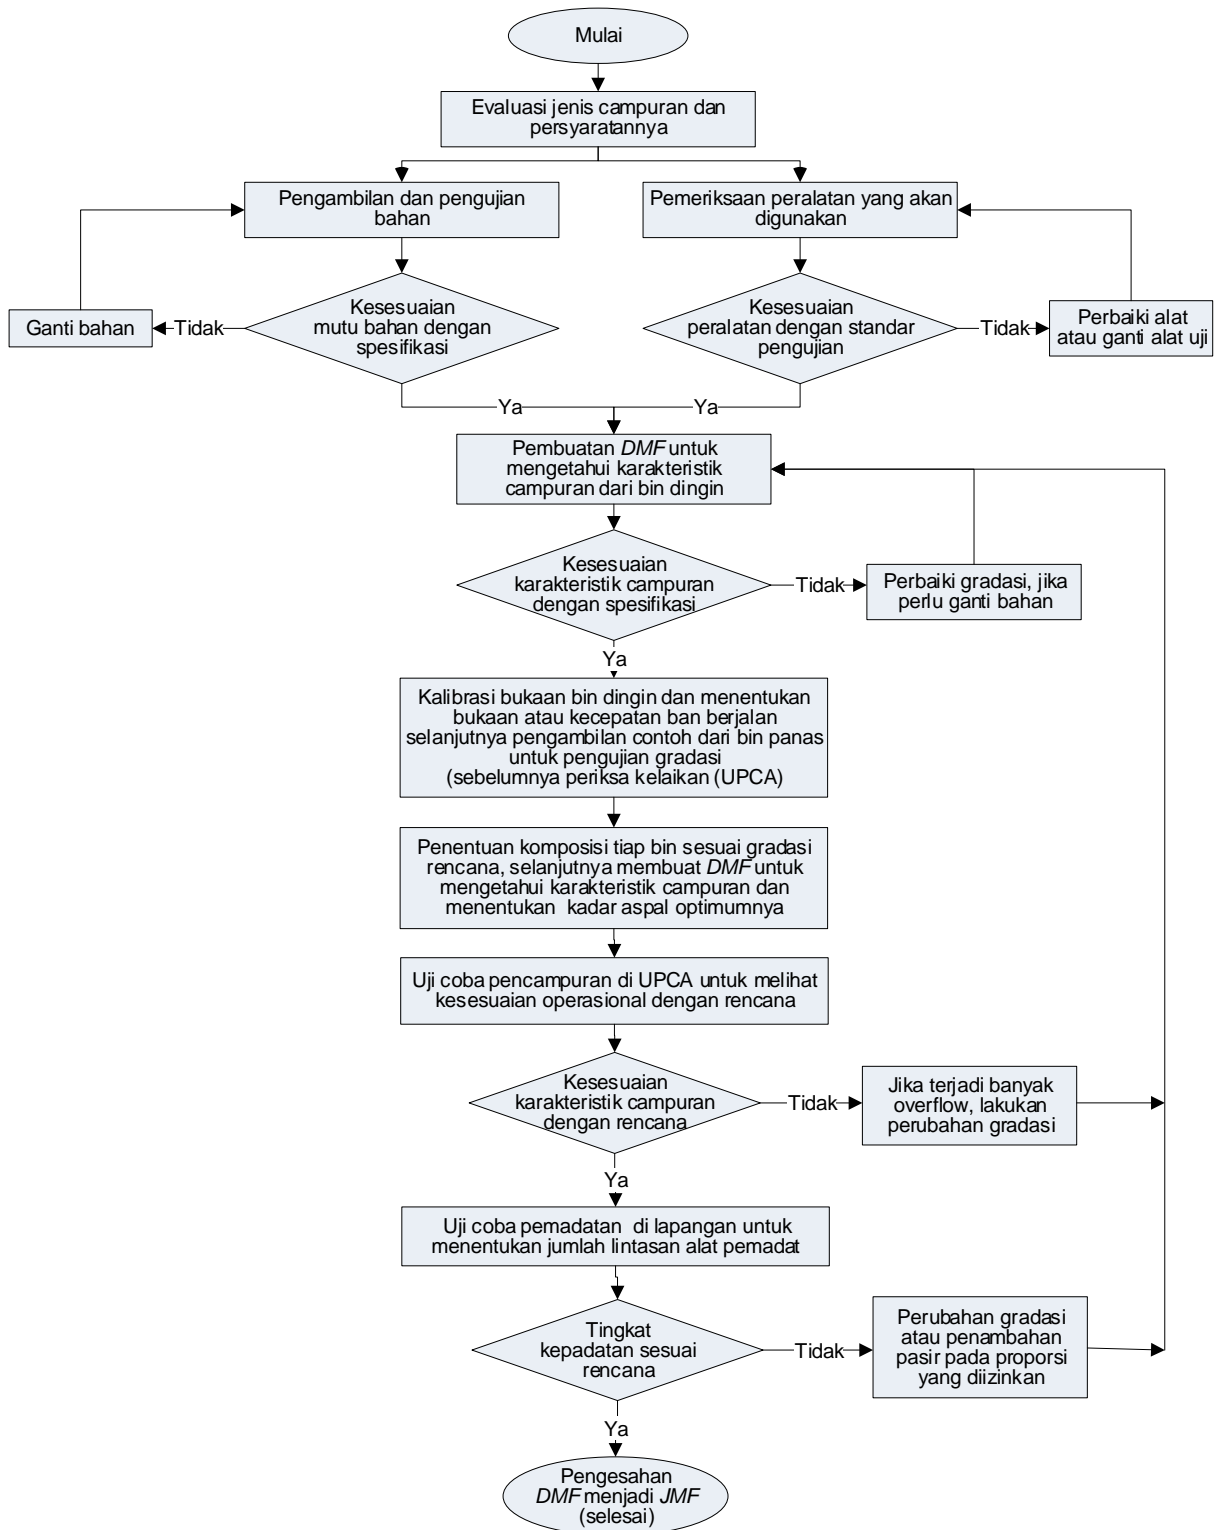 Mulai
Evaluasi jenis campuran dan
persyaratannya
Pengambilan dan pengujian
bahan
Pemeriksaan peralatan yang akan
digunakan
Kesesuaian
mutu bahan dengan
spesifikasi
Tidak
Ganti bahan
Kesesuaian
peralatan dengan standar
pengujian
Tidak
Perbaiki alat
atau ganti alat uji
Ya
Ya
Pembuatan DMF untuk
mengetahui karakteristik
campuran dari bin dingin
Kesesuaian
karakteristik campuran
dengan spesifikasi
Tidak
Perbaiki gradasi, jika
perlu ganti bahan
Ya
Kalibrasi bukaan bin dingin dan menentukan
bukaan atau kecepatan ban berjalan
selanjutnya pengambilan contoh dari bin panas
untuk pengujian gradasi
(sebelumnya periksa kelaikan (UPCA)
Penentuan komposisi tiap bin sesuai gradasi
rencana, selanjutnya membuat DMF untuk
mengetahui karakteristik campuran dan
menentukan kadar aspal optimumnya
Uji coba pencampuran di UPCA untuk melihat
kesesuaian operasional dengan rencana
Kesesuaian
karakteristik campuran
dengan rencana
Tidak
Jika terjadi banyak
overflow, lakukan
perubahan gradasi
Ya
Uji coba pemadatan di lapangan untuk
menentukan jumlah lintasan alat pemadat
Tingkat
kepadatan sesuai
rencana
Tidak
Perubahan gradasi
atau penambahan
pasir pada proporsi
yang diizinkan
Ya
Pengesahan
DMF menjadi JMF
(selesai)